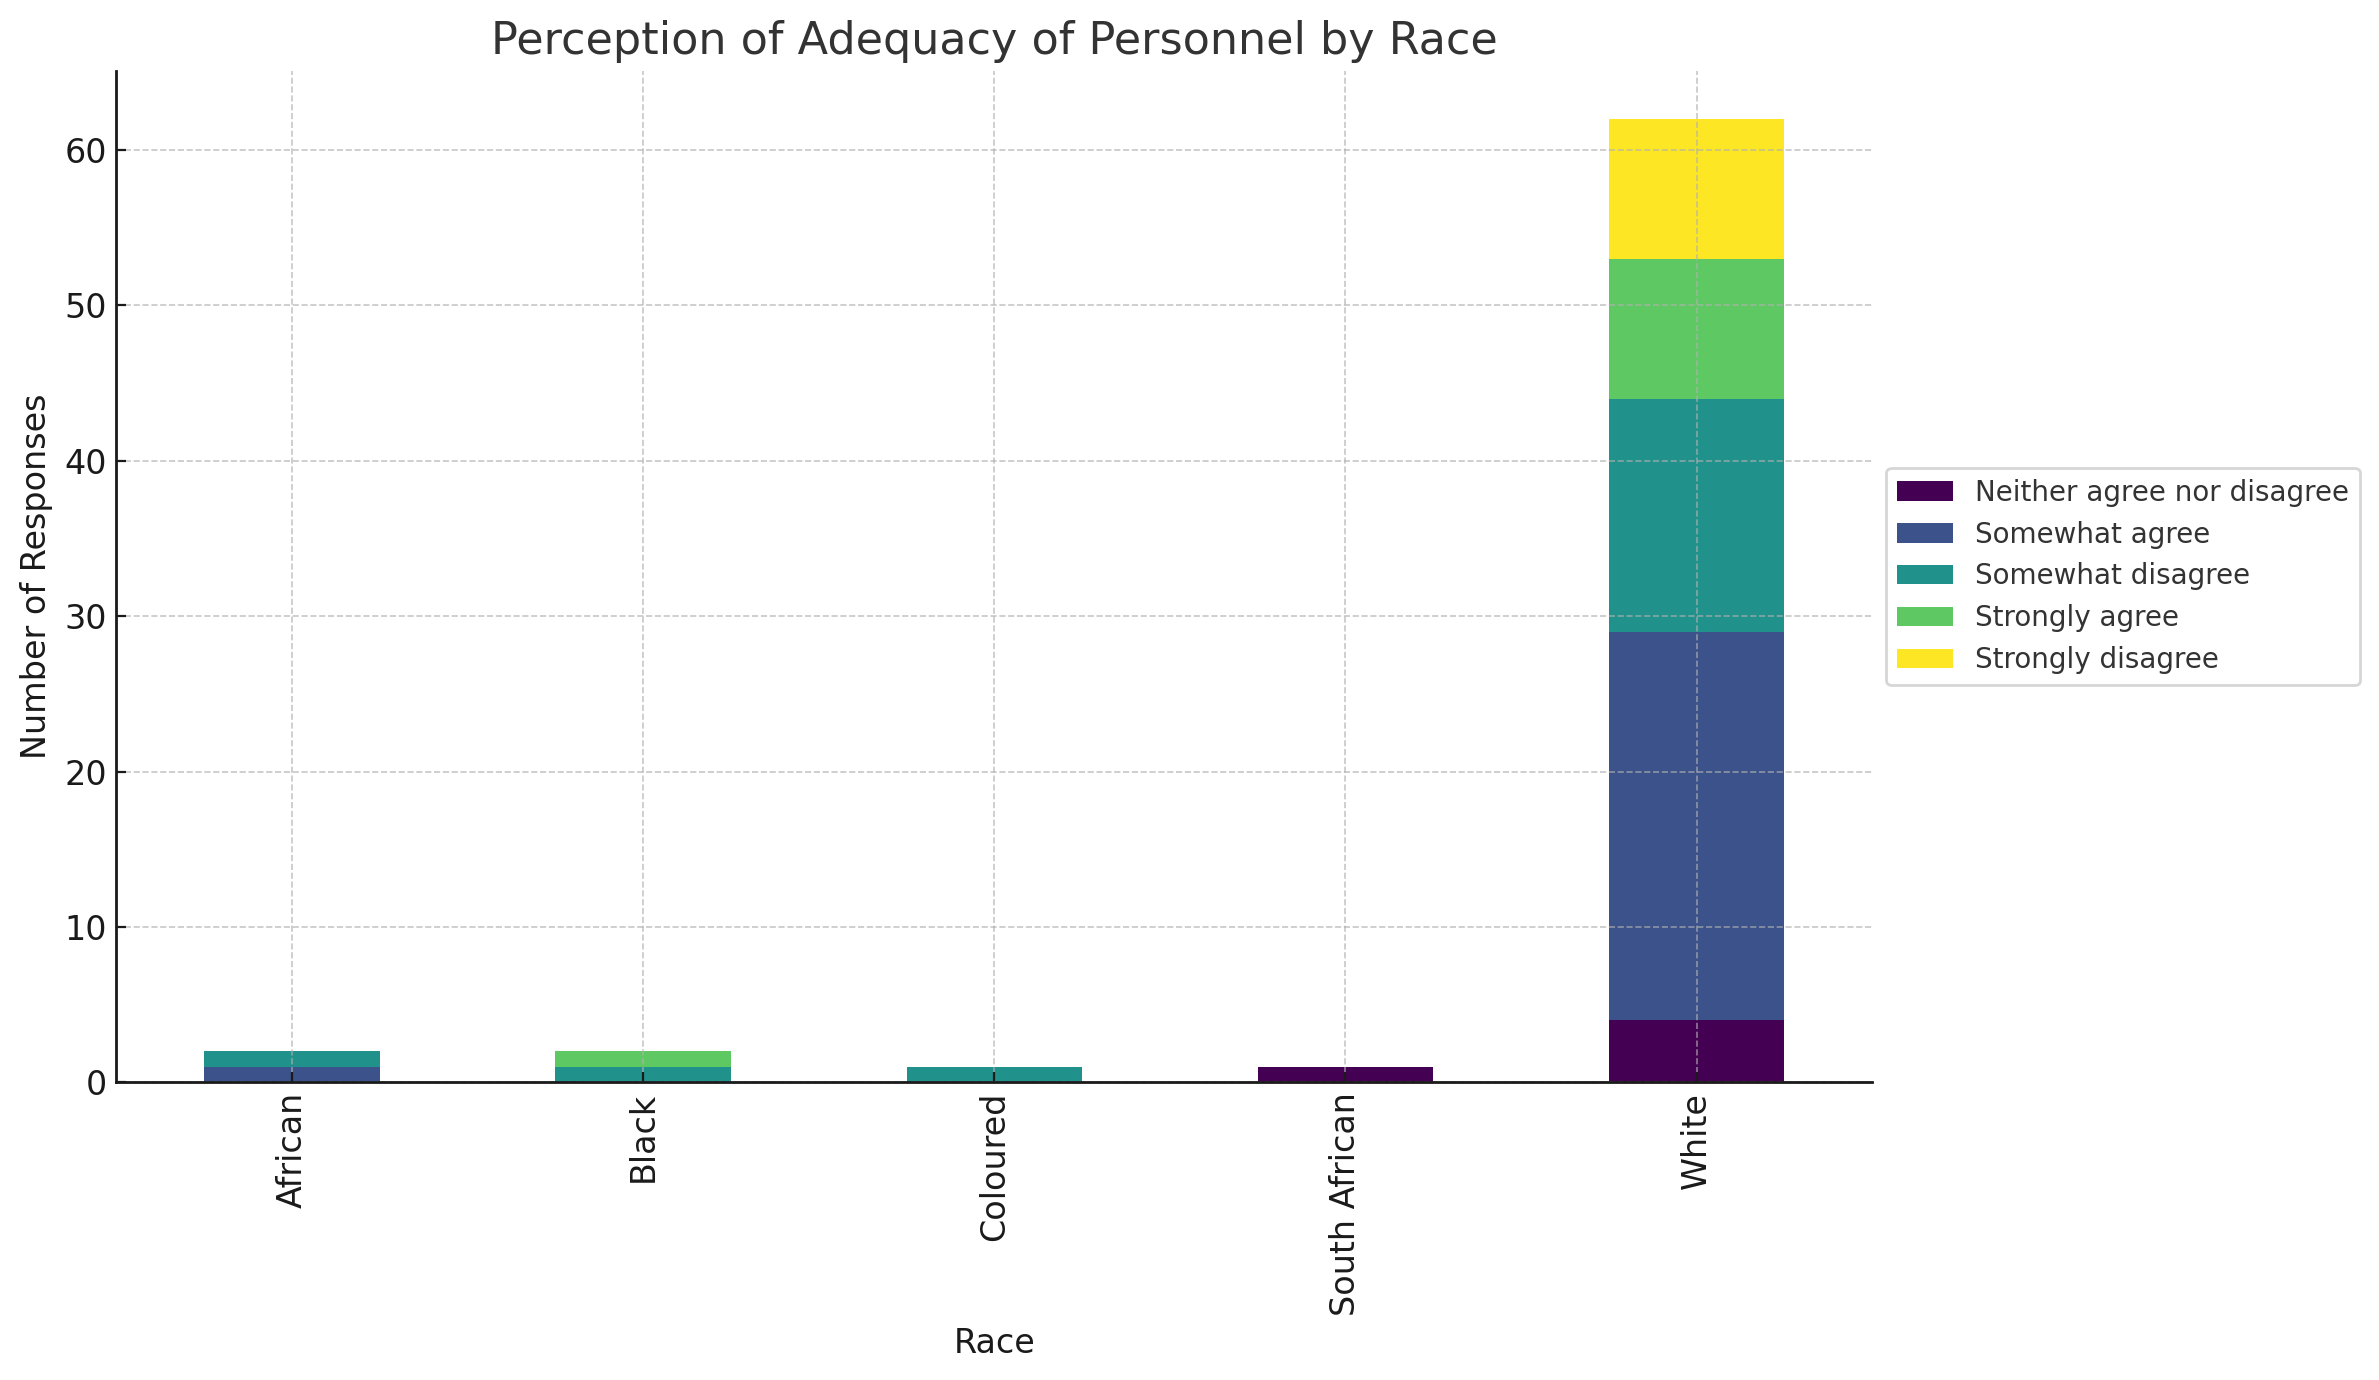 Perception of Adequacy of Personnel by Race
Number of Responses
60
50
40
30
20
10
0
African
Black
Coloured
South African
White
Race
Neither agree nor disagree
Somewhat agree
Somewhat disagree
Strongly agree
Strongly disagree